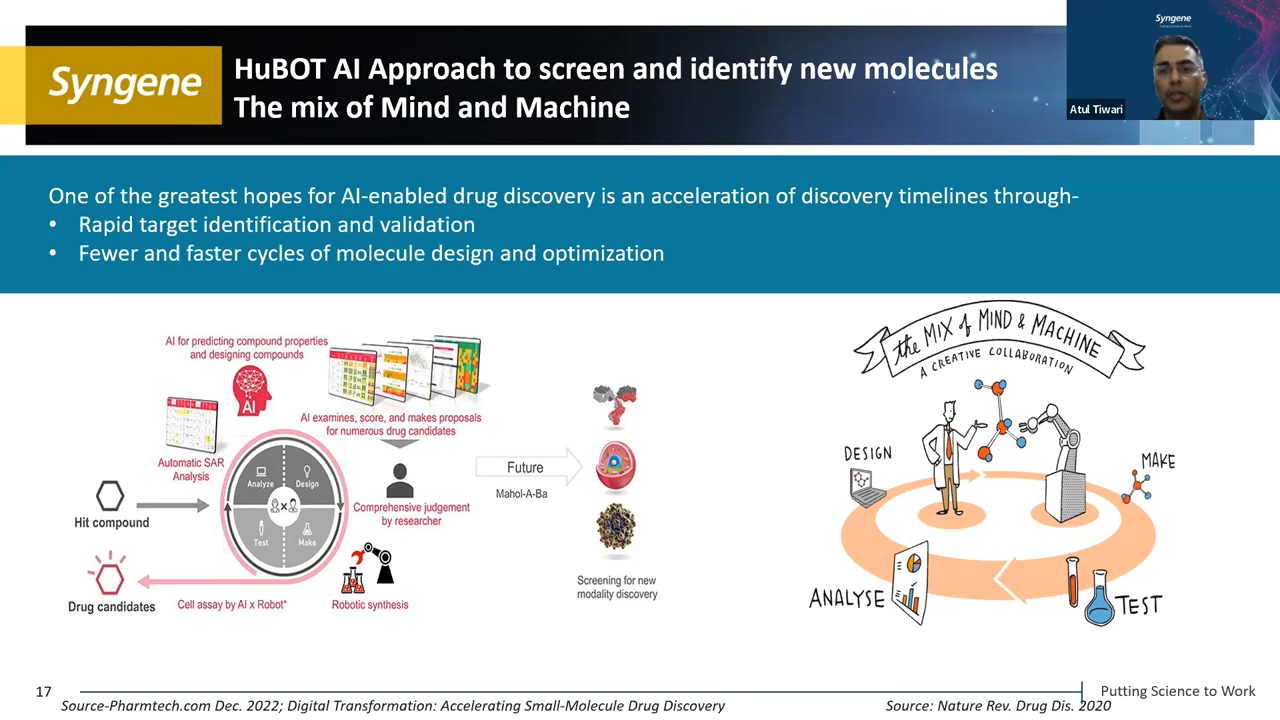 Syngene
HuBOT AI Approach to screen and identify new molecules
The mix of Mind and Machine
Syngene
Atul Tiwari
One of the greatest hopes for AI-enabled drug discovery is an acceleration of discovery timelines through-
• Rapid target identification and validation
• Fewer and faster cycles of molecule design and optimization
AI for predicting compound properties
and designing compounds
AI
AI examines, score, and makes proposals
for numerous drug candidates
Automatic SAR
Analysis
Analyze
Design
Test
Make
Hit compound
Comprehensive judgement
by researcher
Drug candidates
Cell assay by AI x Robot*
Robotic synthesis
Future
Mahol-A-Ba
Screening for new
modality discovery
the MIX of MIND & MACHINE
A CREATIVE COLLABORATION
DESIGN
MAKE
ANALYSE
TEST
17
Putting Science to Work
Source-Pharmtech.com Dec. 2022; Digital Transformation: Accelerating Small-Molecule Drug Discovery
Source: Nature Rev. Drug Dis. 2020